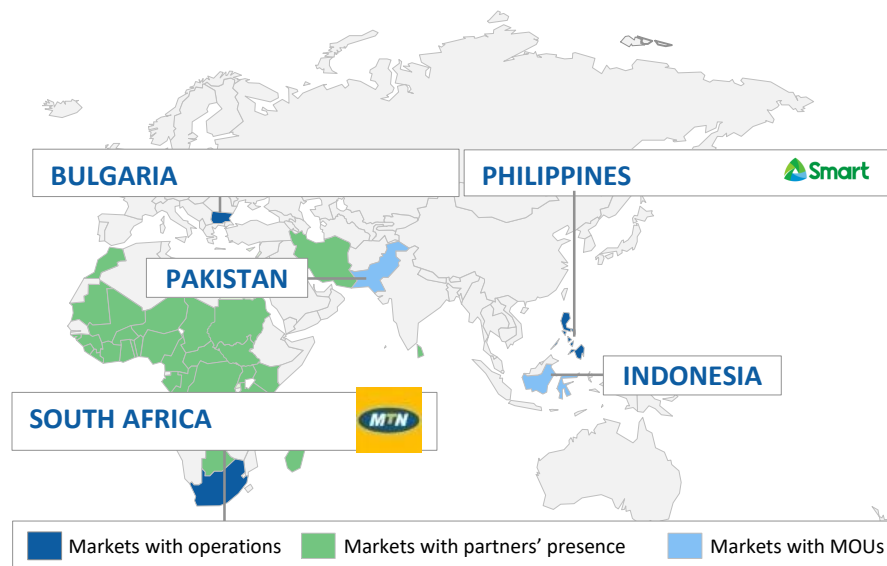 BULGARIA
PHILIPPINES
Smart
PAKISTAN
INDONESIA
SOUTH AFRICA
MTN
Markets with operations
Markets with partners’ presence
Markets with MOUs